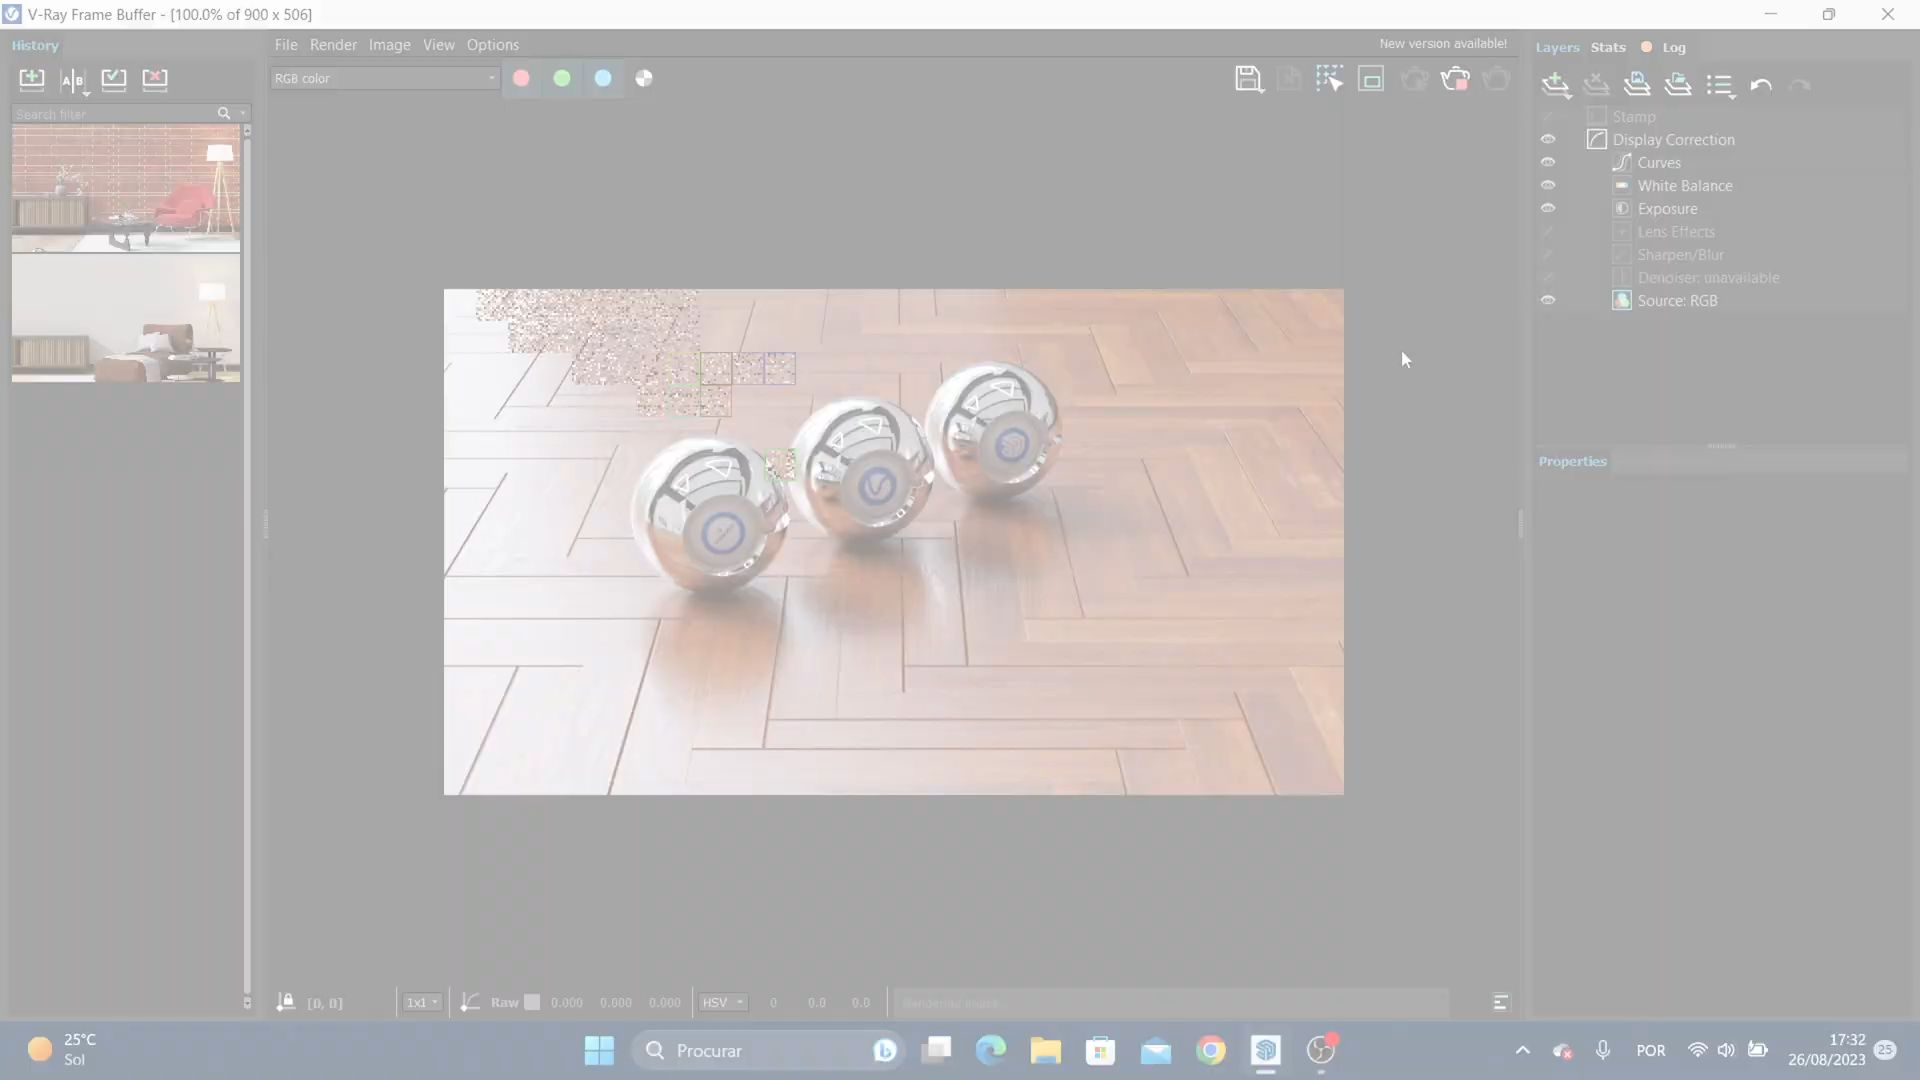 V-Ray Frame Buffer - [100.0% of 900 x 506]
History
File Render Image View Options
New version available!
Layers Stats Log
A|B
RGB color
Search filter
Stamp
Display Correction
Curves
White Balance
Exposure
Lens Effects
Sharpen/Blur
Denoiser: unavailable
Source: RGB
Properties
[0, 0]
1x1
Raw
0.000 0.000 0.000
HSV
0 0.0 0.0
Rendering image...
25°C
Sol
Procurar
POR
17:32
26/08/2023
25